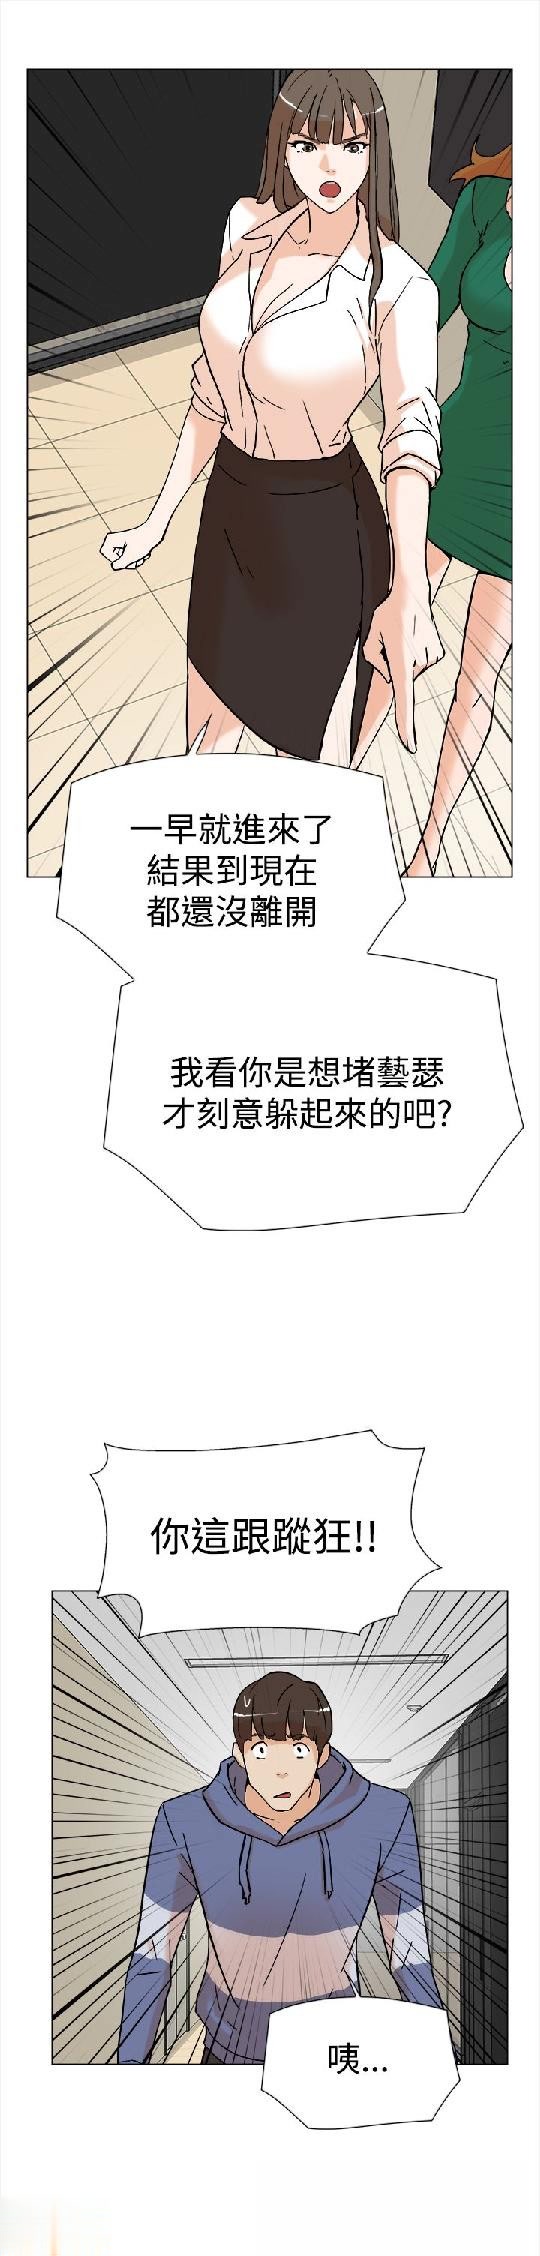 一早就進來了
結果到現在
都還沒離開
我看你是想堵藝瑟
才刻意躲起來的吧?
你這跟蹤狂!!
咦...